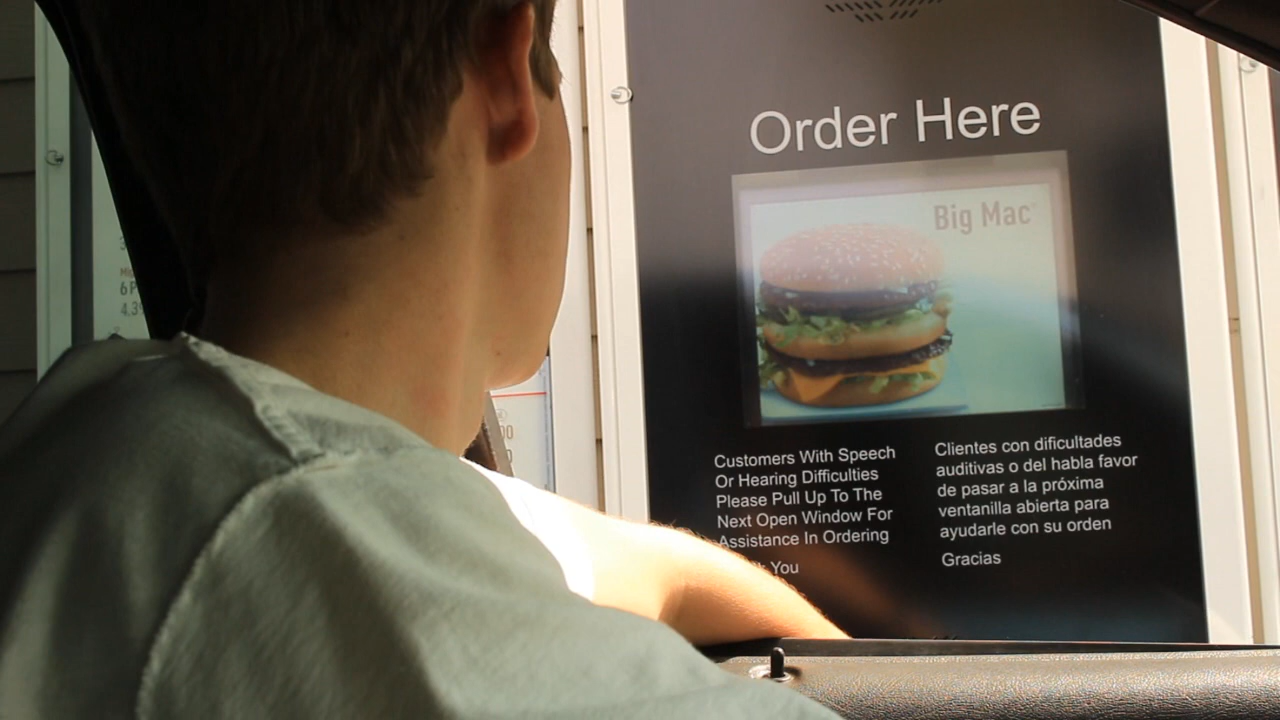 Order Here
Big Mac
Customers With Speech
Or Hearing Difficulties
Please Pull Up To The
Next Open Window For
Assistance In Ordering
You
Clientes con dificultades
auditivas o del habla favor
de pasar a la próxima
ventanilla abierta para
ayudarle con su orden
Gracias